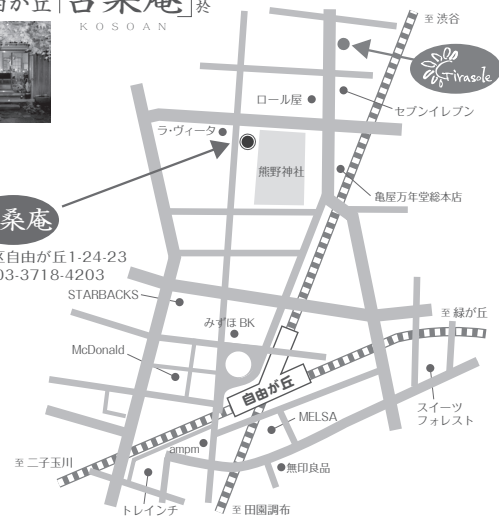 由が丘「古桑庵」於
KOSOAN
至 渋谷
Tirasole
ロール屋
セブンイレブン
ラ・ヴィータ
熊野神社
亀屋万年堂総本店
桑庵
区自由が丘1-24-23
03-3718-4203
STARBACKS
至 緑が丘
みずほ BK
McDonald
自由が丘
スイーツ
フォレスト
MELSA
ampm
至 二子玉川
無印良品
トレインチ
至 田園調布